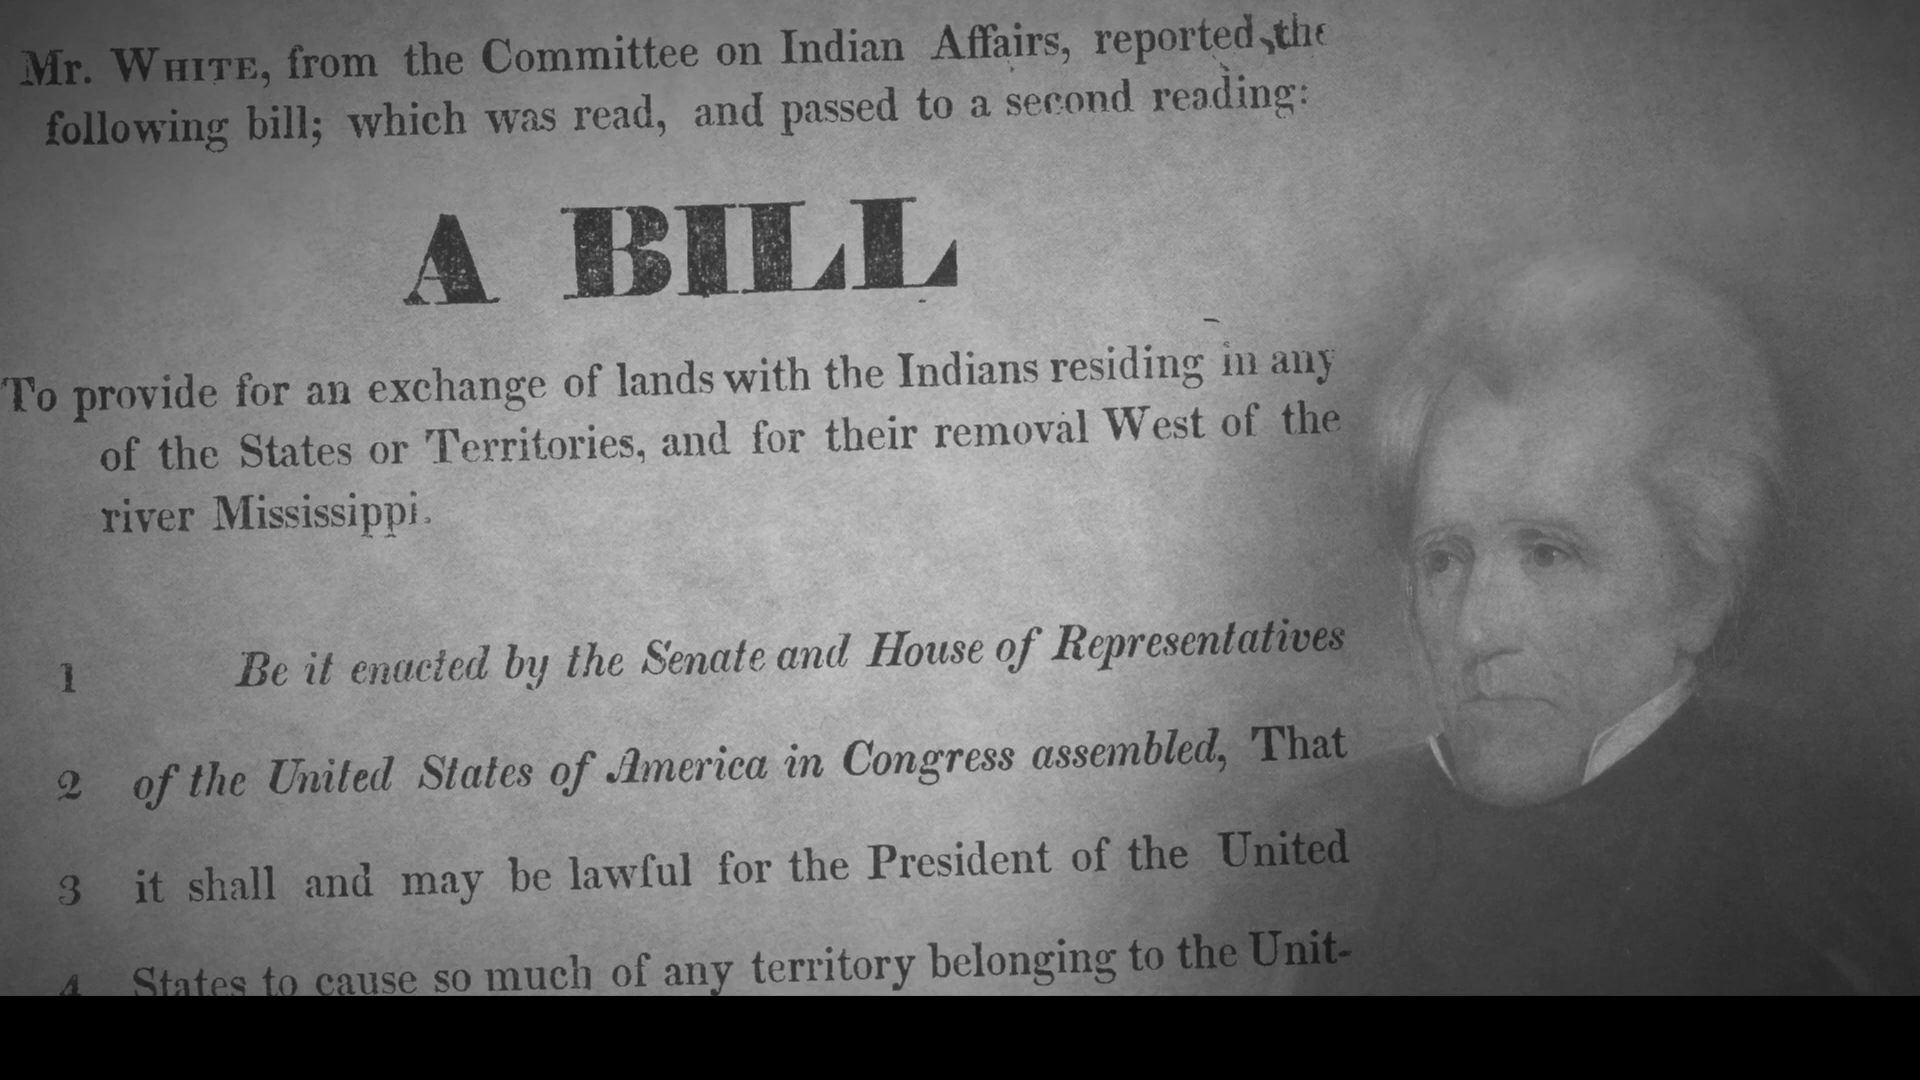 Mr. WHITE, from the Committee on Indian Affairs, reported the
following bill; which was read, and passed to a second reading:
A BILL
To provide for an exchange of lands with the Indians residing in any
of the States or Territories, and for their removal West of the
river Mississippi.
1 Be it enacted by the Senate and House of Representatives
2 of the United States of America in Congress assembled, That
3 it shall and may be lawful for the President of the United
4 States to cause so much of any territory belonging to the Unit-